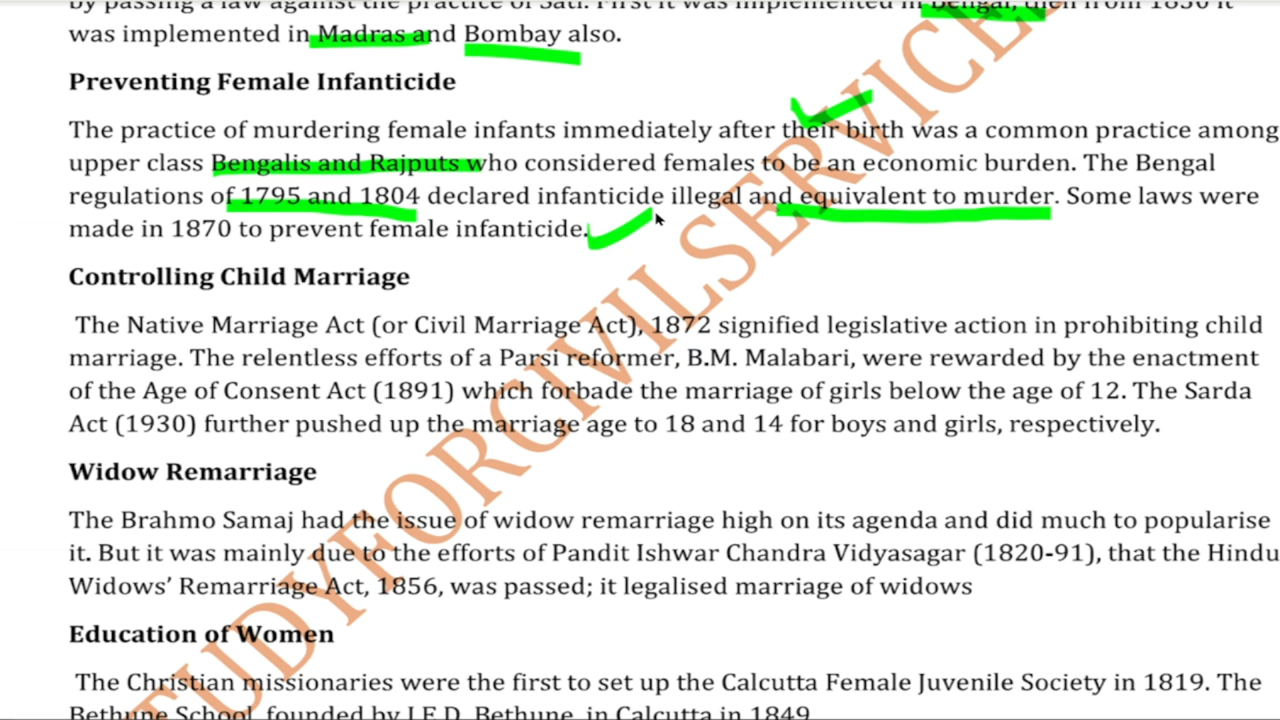 by passing a law against the practice of Sati. First it was implemented in Bengal, then from 1830 it
was implemented in Madras and Bombay also.
Preventing Female Infanticide
The practice of murdering female infants immediately after their birth was a common practice among
upper class Bengalis and Rajputs who considered females to be an economic burden. The Bengal
regulations of 1795 and 1804 declared infanticide illegal and equivalent to murder. Some laws were
made in 1870 to prevent female infanticide.
Controlling Child Marriage
The Native Marriage Act (or Civil Marriage Act), 1872 signified legislative action in prohibiting child
marriage. The relentless efforts of a Parsi reformer, B.M. Malabari, were rewarded by the enactment
of the Age of Consent Act (1891) which forbade the marriage of girls below the age of 12. The Sarda
Act (1930) further pushed up the marriage age to 18 and 14 for boys and girls, respectively.
Widow Remarriage
The Brahmo Samaj had the issue of widow remarriage high on its agenda and did much to popularise
it. But it was mainly due to the efforts of Pandit Ishwar Chandra Vidyasagar (1820-91), that the Hindu
Widows' Remarriage Act, 1856, was passed; it legalised marriage of widows
Education of Women
The Christian missionaries were the first to set up the Calcutta Female Juvenile Society in 1819. The
Bethune School, founded by J.E.D. Bethune, in Calcutta in 1849
TUDYFORCIVILSERVICE